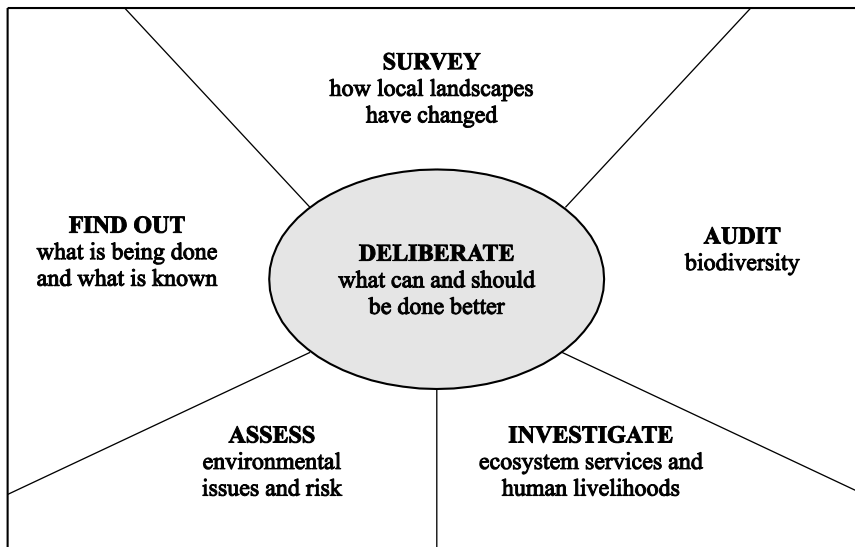 SURVEY
how local landscapes
have changed
FIND OUT
what is being done
and what is known
DELIBERATE
what can and should
be done better
AUDIT
biodiversity
ASSESS
environmental
issues and risk
INVESTIGATE
ecosystem services and
human livelihoods